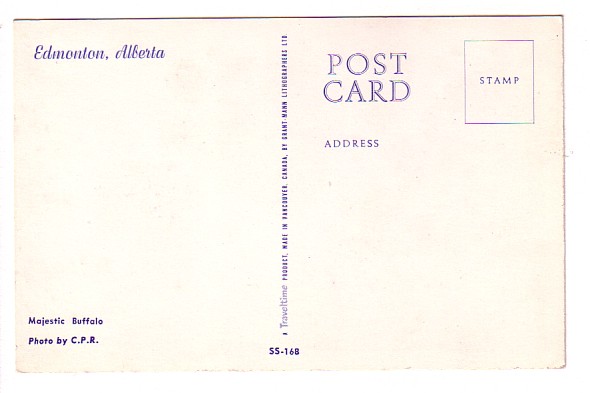 Edmonton, Alberta
Majestic Buffalo
Photo by C.P.R.
A Traveltime PRODUCT, MADE IN VANCOUVER, CANADA, BY GRANT-MANN LITHOGRAPHERS LTD
SS-168
POST
CARD
ADDRESS
STAMP